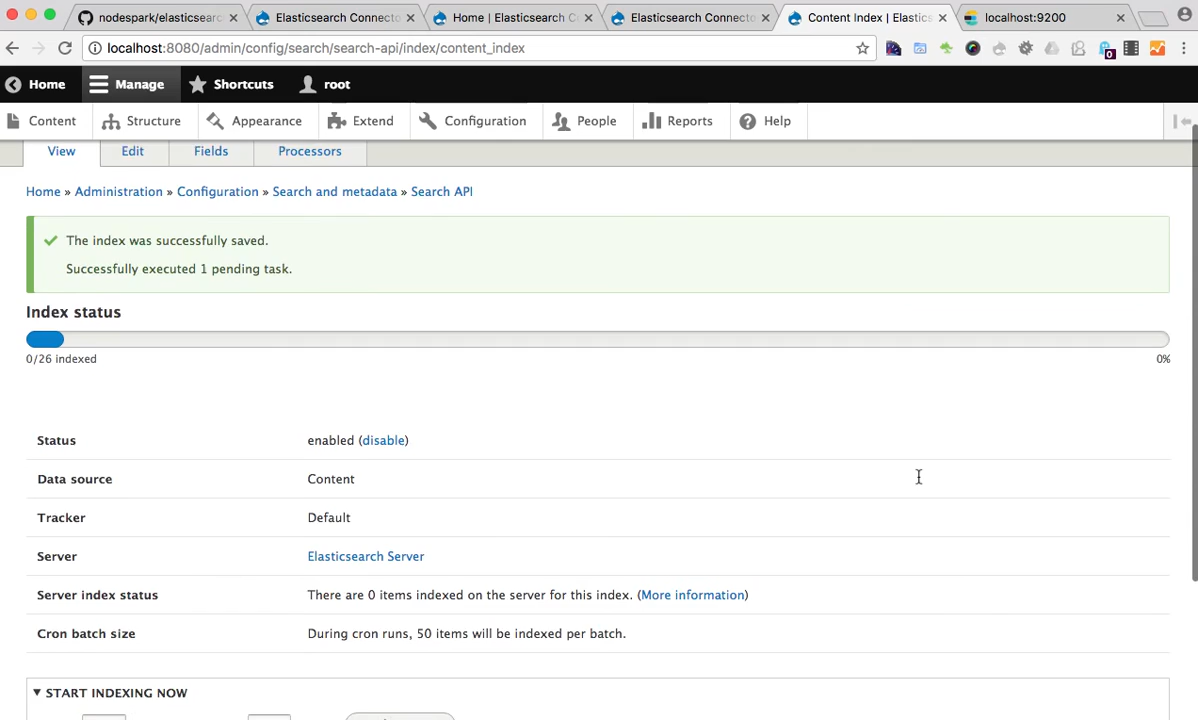 nodespark/elasticsearc
Elasticsearch Connecto
Home | Elasticsearch C
Elasticsearch Connecto
Content Index | Elastics
localhost:9200
localhost:8080/admin/config/search/search-api/index/content_index
0
Home
Manage
Shortcuts
root
Content
Structure
Appearance
Extend
Configuration
People
Reports
Help
View
Edit
Fields
Processors
Home » Administration » Configuration » Search and metadata » Search API
The index was successfully saved.
Successfully executed 1 pending task.
Index status
0/26 indexed
0%
Status
enabled (disable)
Data source
Content
Tracker
Default
Server
Elasticsearch Server
Server index status
There are 0 items indexed on the server for this index. (More information)
Cron batch size
During cron runs, 50 items will be indexed per batch.
START INDEXING NOW